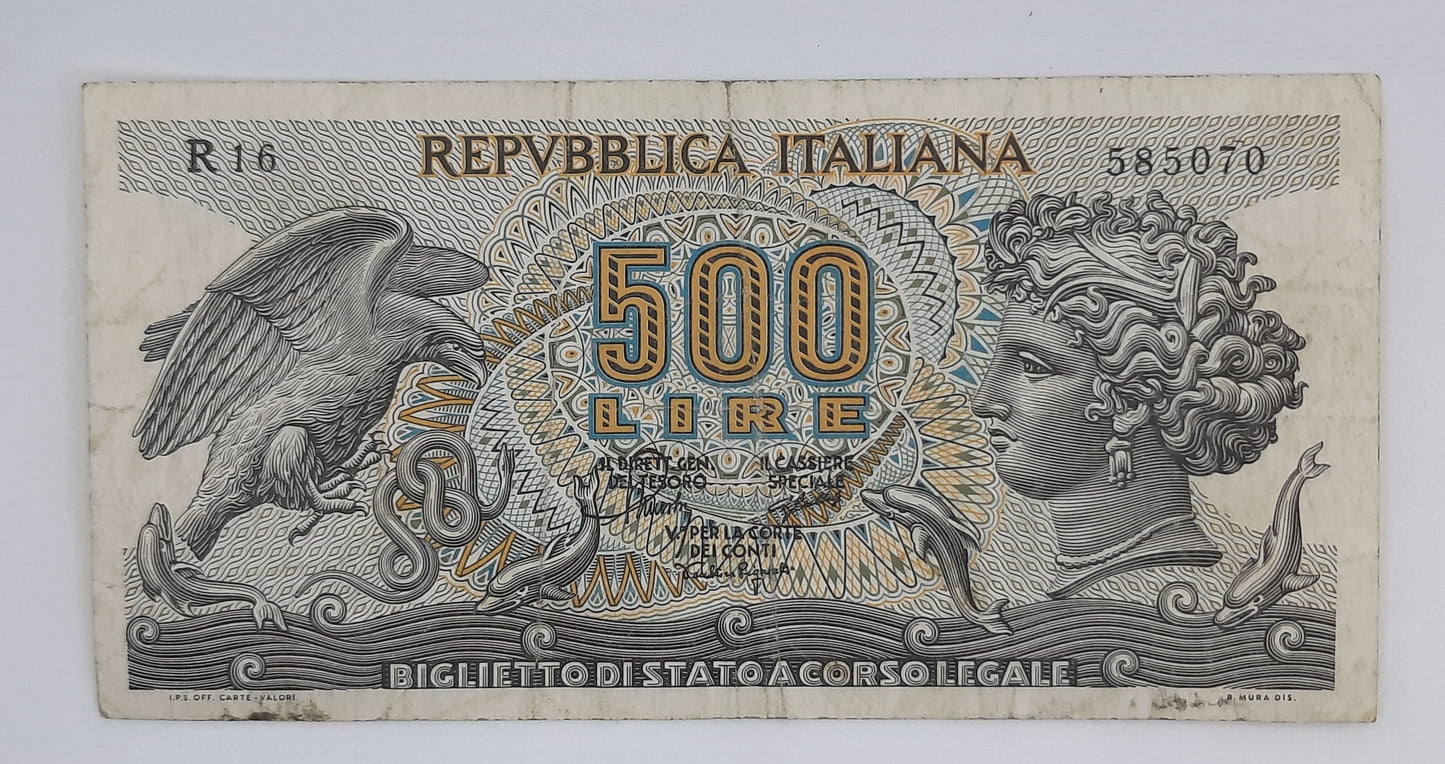 R 16
REPVBBLICA ITALIANA
585070
500
LIRE
IL DIRETT. GEN.
DEL TESORO
IL CASSIERE
SPECIALE
V. PER LA CORTE
DEI CONTI
BIGLIETTO DI STATO A CORSO LEGALE
I.P.S. OFF. CARTE-VALORI
R. MURA DIS.